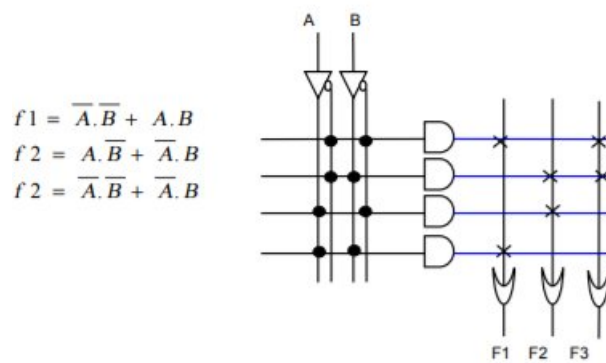 A B
f1 = A̅.B̅ + A.B
f2 = A.B̅ + A̅.B
f2 = A̅.B̅ + A̅.B
F1 F2 F3